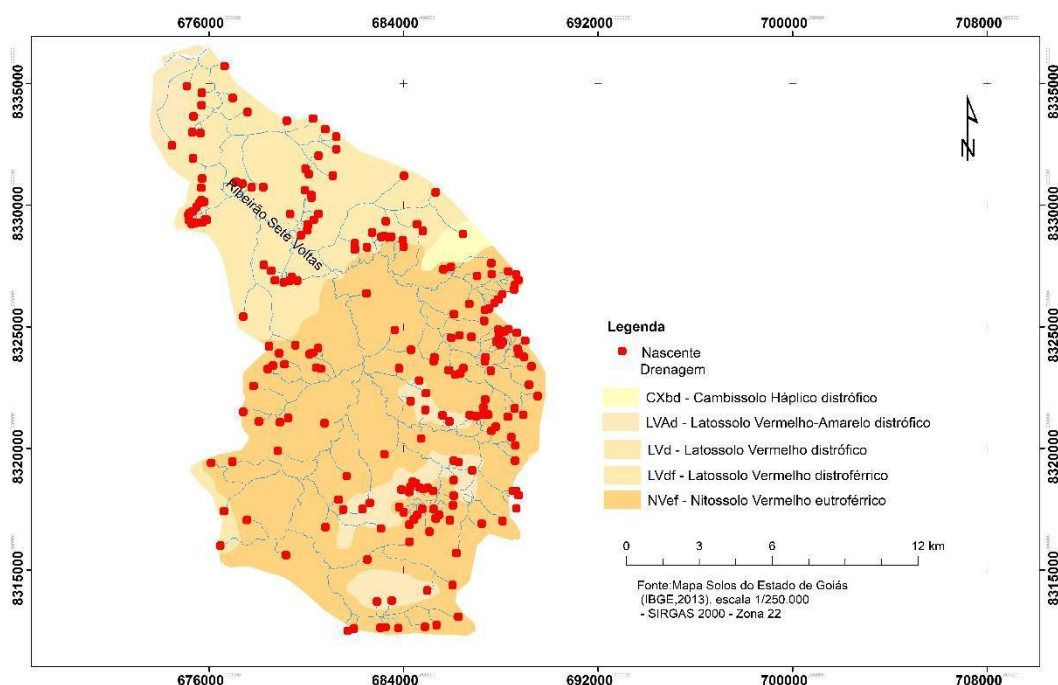 676000 684000 692000 700000 708000
8335000 8335000
N
8330000 8330000
Ribeirão Sete Voltas
8325000 8325000
Legenda
Nascente
Drenagem
CXbd - Cambissolo Háplico distrófico
LVAd - Latossolo Vermelho-Amarelo distrófico
LVd - Latossolo Vermelho distrófico
LVdf - Latossolo Vermelho distroférrico
NVef - Nitossolo Vermelho eutroférrico
8320000 8320000
0 3 6 12 km
8315000 8315000
Fonte:Mapa Solos do Estado de Goiás
(IBGE,2013), escala 1/250.000
- SIRGAS 2000 - Zona 22
676000 684000 692000 700000 708000